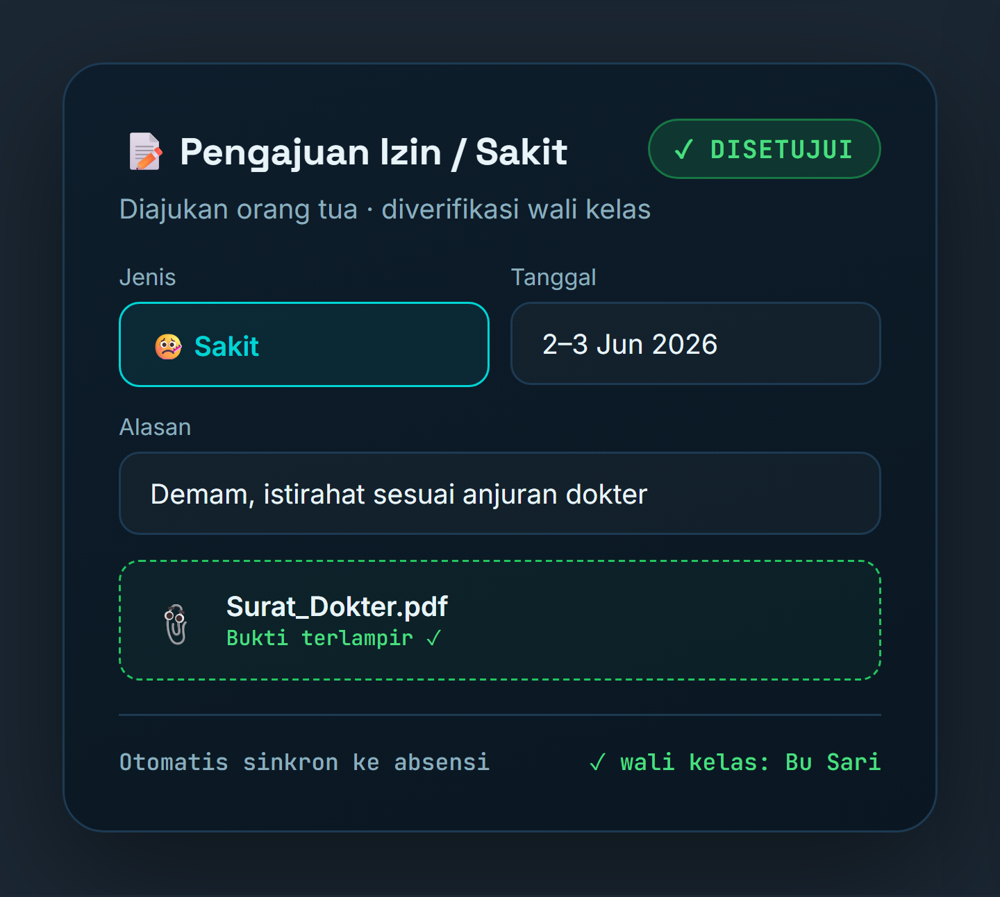 📝 Pengajuan Izin / Sakit
✓ DISETUJUI
Diajukan orang tua · diverifikasi wali kelas
Jenis
Tanggal
🤒 Sakit
2–3 Jun 2026
Alasan
Demam, istirahat sesuai anjuran dokter
Surat_Dokter.pdf
Bukti terlampir ✓
Otomatis sinkron ke absensi
✓ wali kelas: Bu Sari